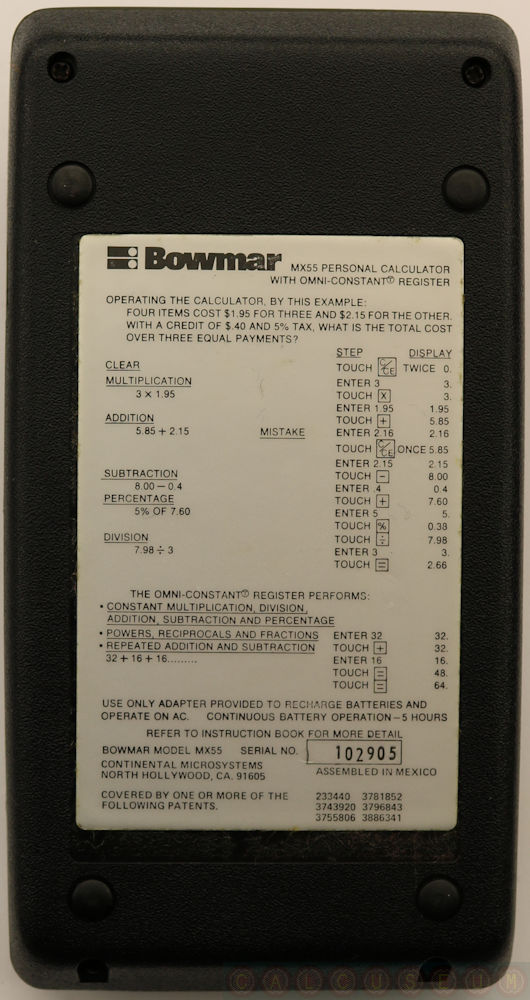 Bowmar MX55 PERSONAL CALCULATOR
WITH OMNI-CONSTANT® REGISTER
OPERATING THE CALCULATOR, BY THIS EXAMPLE:
FOUR ITEMS COST $1.95 FOR THREE AND $2.15 FOR THE OTHER.
WITH A CREDIT OF $.40 AND 5% TAX, WHAT IS THE TOTAL COST
OVER THREE EQUAL PAYMENTS?
STEP DISPLAY
CLEAR TOUCH C/CE TWICE 0.
MULTIPLICATION ENTER 3 3.
3 × 1.95 TOUCH X 3.
ENTER 1.95 1.95
ADDITION TOUCH + 5.85
5.85 + 2.15 MISTAKE ENTER 2.16 2.16
TOUCH C/CE ONCE 5.85
ENTER 2.15 2.15
SUBTRACTION TOUCH − 8.00
8.00 − 0.4 ENTER .4 0.4
PERCENTAGE TOUCH + 7.60
5% OF 7.60 ENTER 5 5.
TOUCH % 0.38
DIVISION TOUCH ÷ 7.98
7.98 ÷ 3 ENTER 3 3.
TOUCH = 2.66
THE OMNI-CONSTANT® REGISTER PERFORMS:
• CONSTANT MULTIPLICATION, DIVISION,
ADDITION, SUBTRACTION AND PERCENTAGE
• POWERS, RECIPROCALS AND FRACTIONS ENTER 32 32.
• REPEATED ADDITION AND SUBTRACTION TOUCH + 32.
32 + 16 + 16......... ENTER 16 16.
TOUCH = 48.
TOUCH = 64.
USE ONLY ADAPTER PROVIDED TO RECHARGE BATTERIES AND
OPERATE ON AC. CONTINUOUS BATTERY OPERATION – 5 HOURS
REFER TO INSTRUCTION BOOK FOR MORE DETAIL
BOWMAR MODEL MX55 SERIAL NO. 102905
CONTINENTAL MICROSYSTEMS
NORTH HOLLYWOOD, CA. 91605 ASSEMBLED IN MEXICO
COVERED BY ONE OR MORE OF THE 233440 3781852
FOLLOWING PATENTS. 3743920 3796843
3755806 3886341
CALCUSEUM